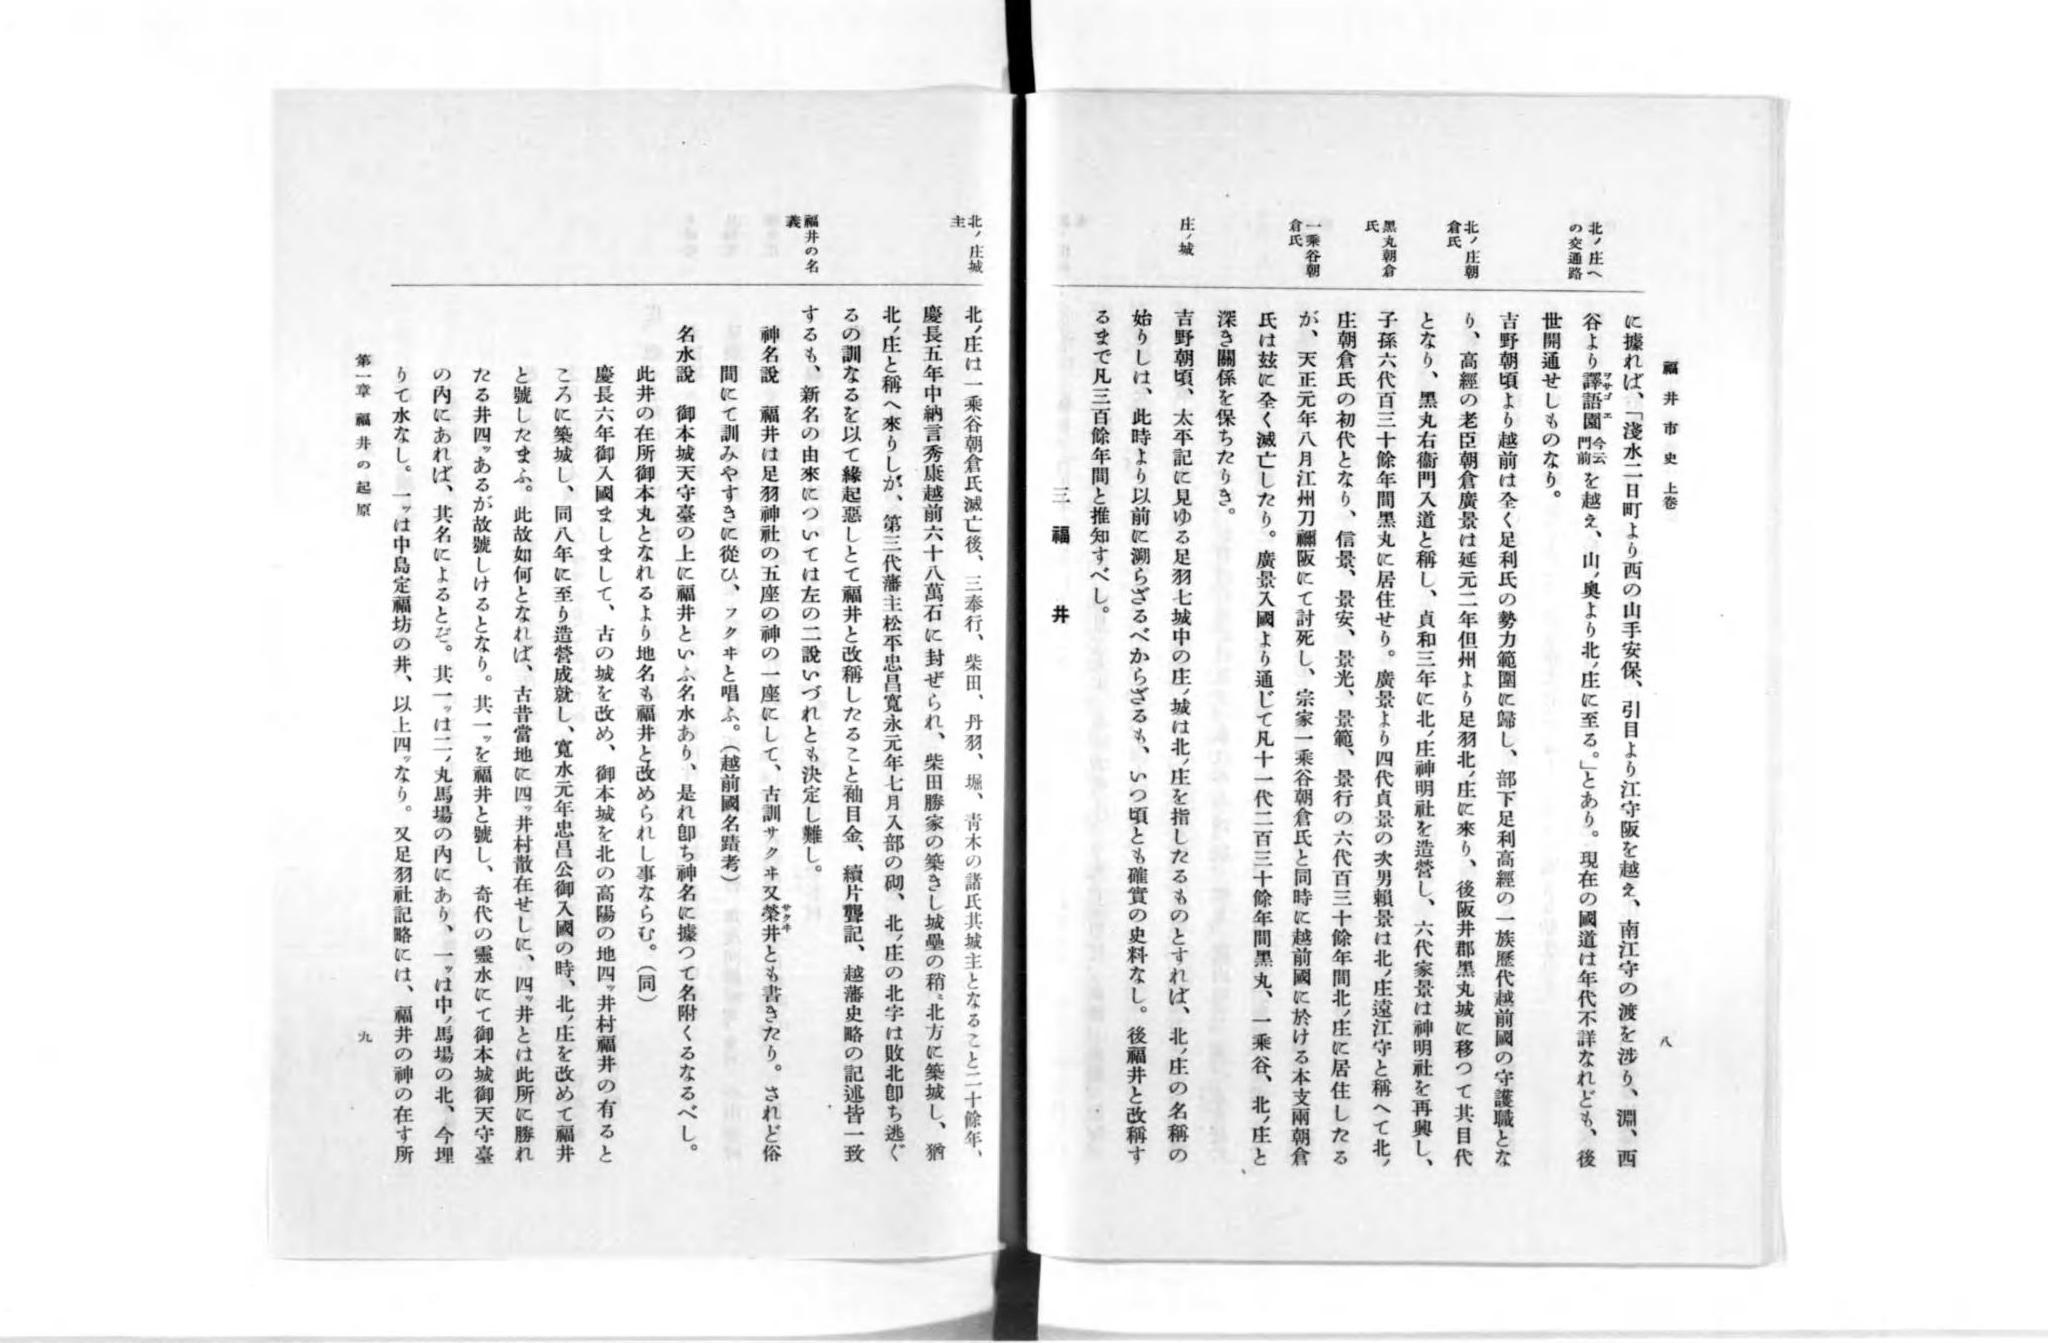 福井市史 上卷
八
北ノ庄へ
の交通路
北ノ庄朝
倉氏
黑丸朝倉
氏
一乘谷朝
倉氏
庄ノ城
に據れば、「淺水二日町より西の山手安保、引目より江守阪を越え、南江守の渡を涉り、淵、西
谷より譯語園今云門前を越え、山ノ奧より北ノ庄に至る。」とあり。現在の國道は年代不詳なれども、後
ヲサゴエ
世開通せしものなり。
吉野朝頃より越前は全く足利氏の勢力範圍に歸し、部下足利高經の一族歷代越前國の守護職とな
り、高經の老臣朝倉廣景は延元二年但州より足羽北ノ庄に來り、後阪井郡黑丸城に移つて其目代
となり、黑丸右衞門入道と稱し、貞和三年に北ノ庄神明社を造營し、六代家景は神明社を再興し、
子孫六代百三十餘年間黑丸に居住せり。廣景より四代貞景の次男賴景は北ノ庄遠江守と稱へて北ノ
庄朝倉氏の初代となり、信景、景安、景光、景範、景行の六代百三十餘年間北ノ庄に居住したる
が、天正元年八月江州刀禰阪にて討死し、宗家一乘谷朝倉氏と同時に越前國に於ける本支兩朝倉
氏は玆に全く滅亡したり。廣景入國より通じて凡十一代二百三十餘年間黑丸、一乘谷、北ノ庄と
深き關係を保ちたりき。
吉野朝頃、太平記に見ゆる足羽七城中の庄ノ城は北ノ庄を指したるものとすれば、北ノ庄の名稱の
始りしは、此時より以前に溯らざるべからざるも、いつ頃とも確實の史料なし。後福井と改稱す
るまで凡三百餘年間と推知すべし。
三 福井
北ノ庄城
主
福井の名
義
北ノ庄は一乘谷朝倉氏滅亡後、三奉行、柴田、丹羽、堀、靑木の諸氏其城主となること二十餘年、
慶長五年中納言秀康越前六十八萬石に封ぜられ、柴田勝家の築きし城壘の稍〻北方に築城し、猶
北ノ庄と稱へ來りしが、第三代藩主松平忠昌寬永元年七月入部の砌、北ノ庄の北字は敗北卽ち逃ぐ
るの訓なるを以て緣起惡しとて福井と改稱したること袖目金、續片聾記、越藩史略の記述皆一致
するも、新名の由來については左の二說いづれとも決定し難し。
神名說 福井は足羽神社の五座の神の一座にして、古訓サクヰ又榮井とも書きたり。されど俗
サクヰ
間にて訓みやすきに從ひ、フクヰと唱ふ。(越前國名蹟考)
名水說 御本城天守臺の上に福井といふ名水あり、是れ卽ち神名に據つて名附くるなるべし。
此井の在所御本丸となれるより地名も福井と改められし事ならむ。(同)
慶長六年御入國ましまして、古の城を改め、御本城を北の高陽の地四ッ井村福井の有ると
ころに築城し、同八年に至り造營成就し、寬永元年忠昌公御入國の時、北ノ庄を改めて福井
と號したまふ。此故如何となれば、古昔當地に四ッ井村散在せしに、四ッ井とは此所に勝れ
たる井四ッあるが故號しけるとなり。其一ッを福井と號し、奇代の靈水にて御本城御天守臺
の內にあれば、其名によるとぞ。其一ッは二ノ丸馬場の內にあり、一ッは中ノ馬場の北、今埋
りて水なし。一ッは中島定福坊の井、以上四ッなり。又足羽社記略には、福井の神の在す所
第一章 福井の起原
九